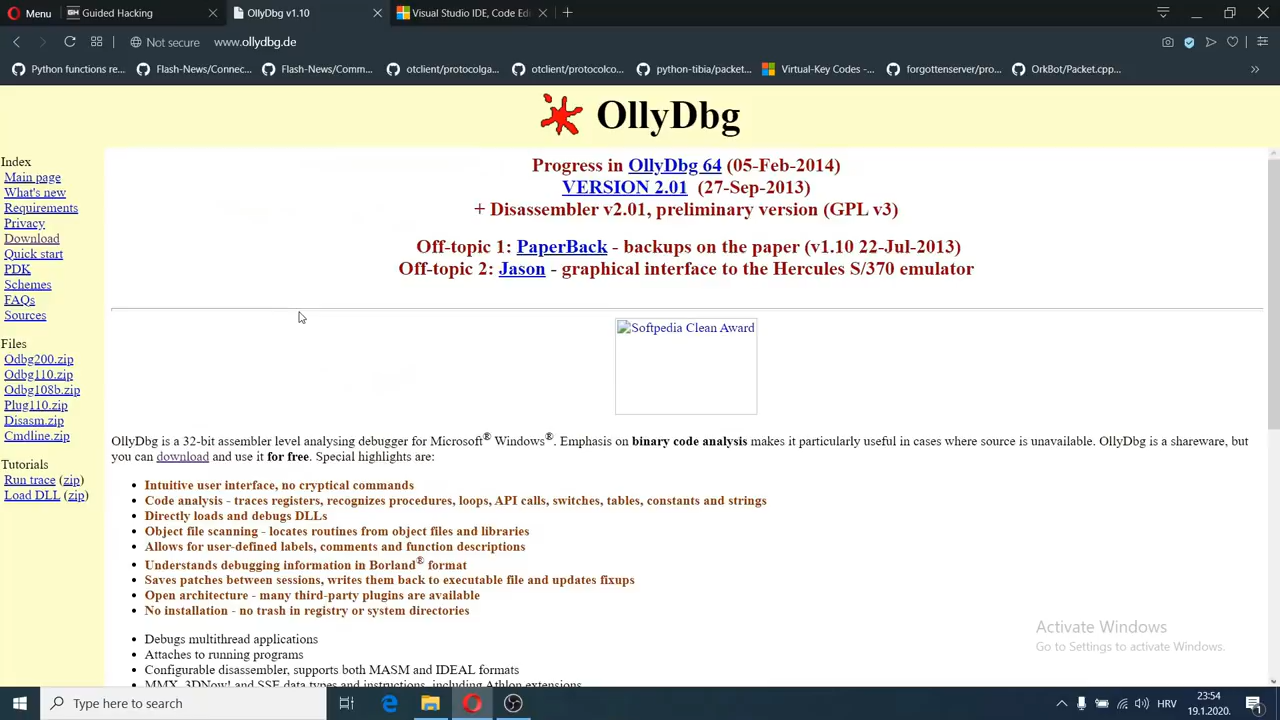 Menu
Guided Hacking
OllyDbg v1.10
Visual Studio IDE, Code Edi
Not secure
www.ollydbg.de
Python functions re...
Flash-News/Connec...
Flash-News/Comm...
otclient/protocolga...
otclient/protocolco...
python-tibia/packet...
Virtual-Key Codes -...
forgottenserver/pro...
OrkBot/Packet.cpp...
OllyDbg
Index
Main page
What's new
Requirements
Privacy
Download
Quick start
PDK
Schemes
FAQs
Sources
Files
Odbg200.zip
Odbg110.zip
Odbg108b.zip
Plug110.zip
Disasm.zip
Cmdline.zip
Tutorials
Run trace (zip)
Load DLL (zip)
Progress in OllyDbg 64 (05-Feb-2014)
VERSION 2.01 (27-Sep-2013)
+ Disassembler v2.01, preliminary version (GPL v3)
Off-topic 1: PaperBack - backups on the paper (v1.10 22-Jul-2013)
Off-topic 2: Jason - graphical interface to the Hercules S/370 emulator
Softpedia Clean Award
OllyDbg is a 32-bit assembler level analysing debugger for Microsoft® Windows®. Emphasis on binary code analysis makes it particularly useful in cases where source is unavailable. OllyDbg is a shareware, but
you can download and use it for free. Special highlights are:
• Intuitive user interface, no cryptical commands
• Code analysis - traces registers, recognizes procedures, loops, API calls, switches, tables, constants and strings
• Directly loads and debugs DLLs
• Object file scanning - locates routines from object files and libraries
• Allows for user-defined labels, comments and function descriptions
• Understands debugging information in Borland® format
• Saves patches between sessions, writes them back to executable file and updates fixups
• Open architecture - many third-party plugins are available
• No installation - no trash in registry or system directories
• Debugs multithread applications
• Attaches to running programs
• Configurable disassembler, supports both MASM and IDEAL formats
• MMX, 3DNow! and SSE data types and instructions, including Athlon extensions
Activate Windows
Go to Settings to activate Windows.
Type here to search
HRV
23:54
19.1.2020.
1